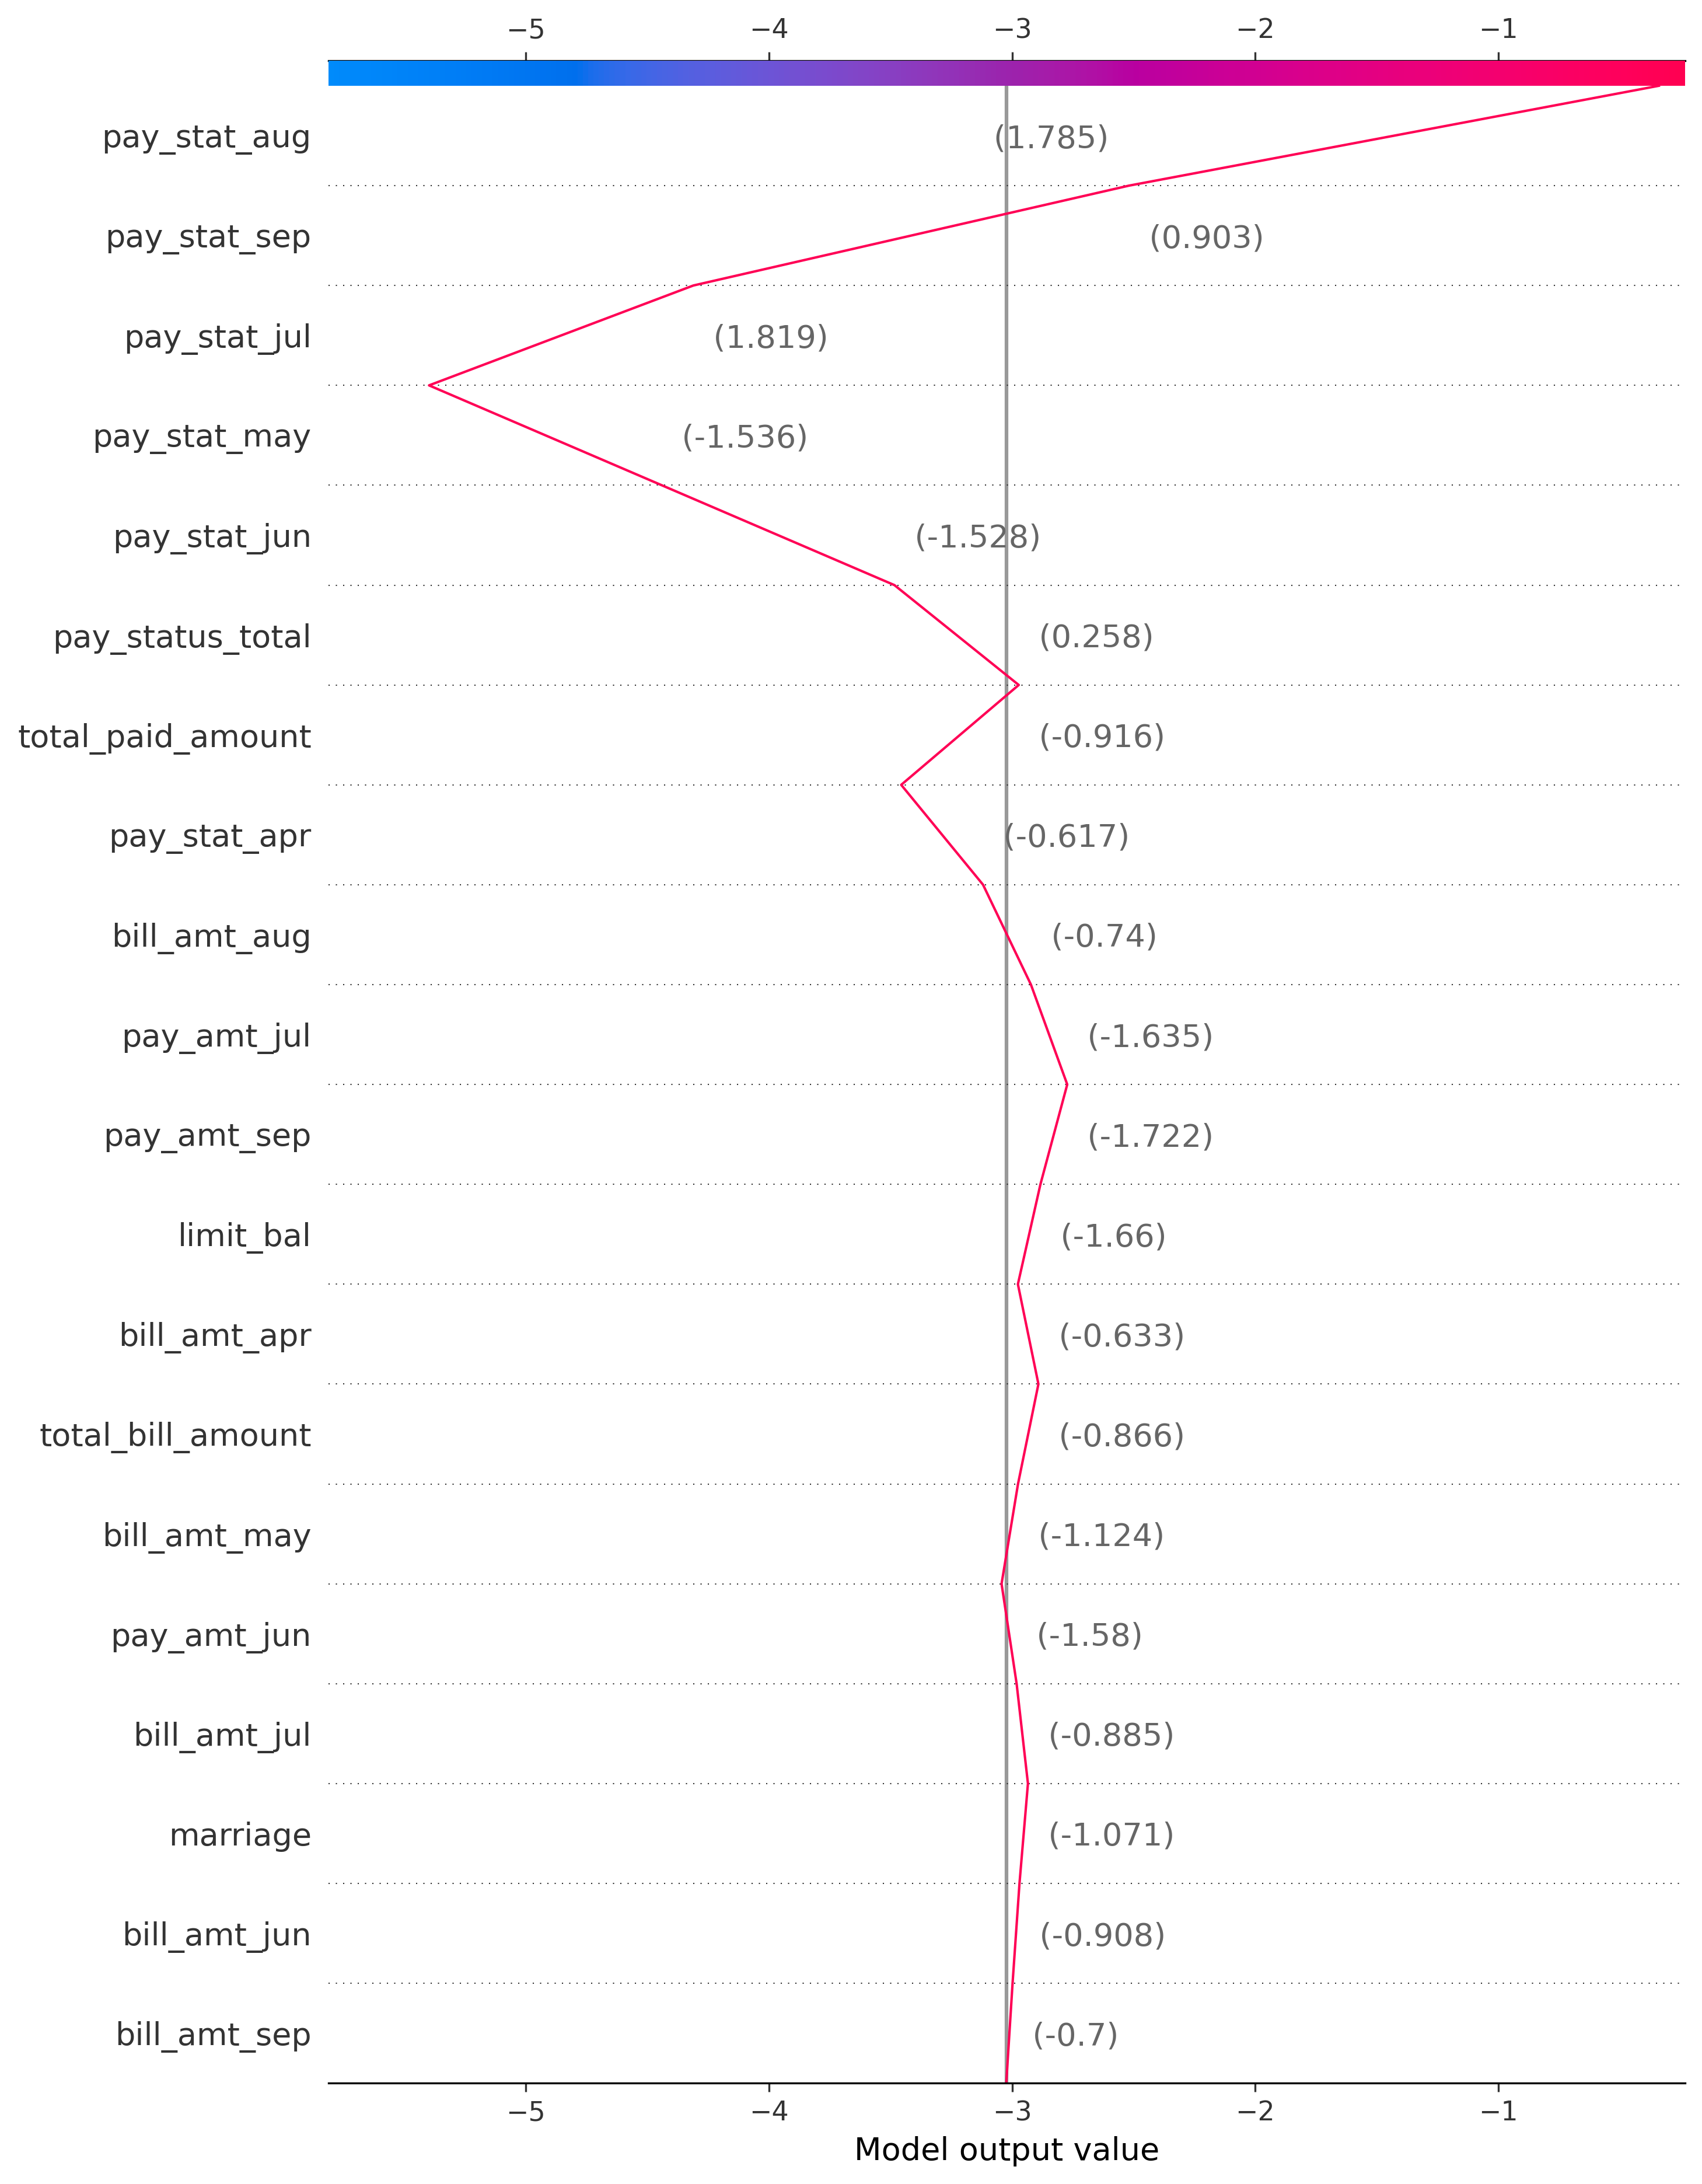 −5 −4 −3 −2 −1
pay_stat_aug (1.785)
pay_stat_sep (0.903)
pay_stat_jul (1.819)
pay_stat_may (-1.536)
pay_stat_jun (-1.528)
pay_status_total (0.258)
total_paid_amount (-0.916)
pay_stat_apr (-0.617)
bill_amt_aug (-0.74)
pay_amt_jul (-1.635)
pay_amt_sep (-1.722)
limit_bal (-1.66)
bill_amt_apr (-0.633)
total_bill_amount (-0.866)
bill_amt_may (-1.124)
pay_amt_jun (-1.58)
bill_amt_jul (-0.885)
marriage (-1.071)
bill_amt_jun (-0.908)
bill_amt_sep (-0.7)
−5 −4 −3 −2 −1
Model output value